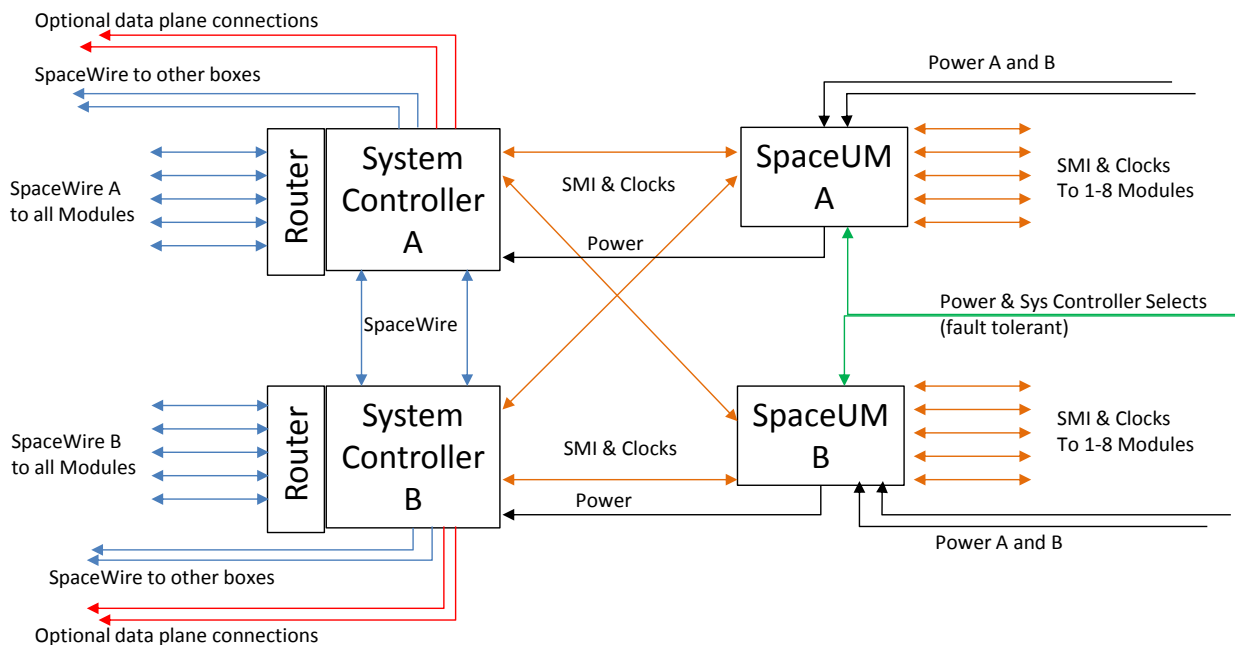 Optional data plane connections
SpaceWire to other boxes
Power A and B
Router
System
Controller
A
SpaceUM
A
SpaceWire A
to all Modules
SMI & Clocks
SMI & Clocks
To 1-8 Modules
Power
SpaceWire
Power & Sys Controller Selects
(fault tolerant)
Router
System
Controller
B
SpaceUM
B
SpaceWire B
to all Modules
SMI & Clocks
SMI & Clocks
To 1-8 Modules
Power
Power A and B
SpaceWire to other boxes
Optional data plane connections